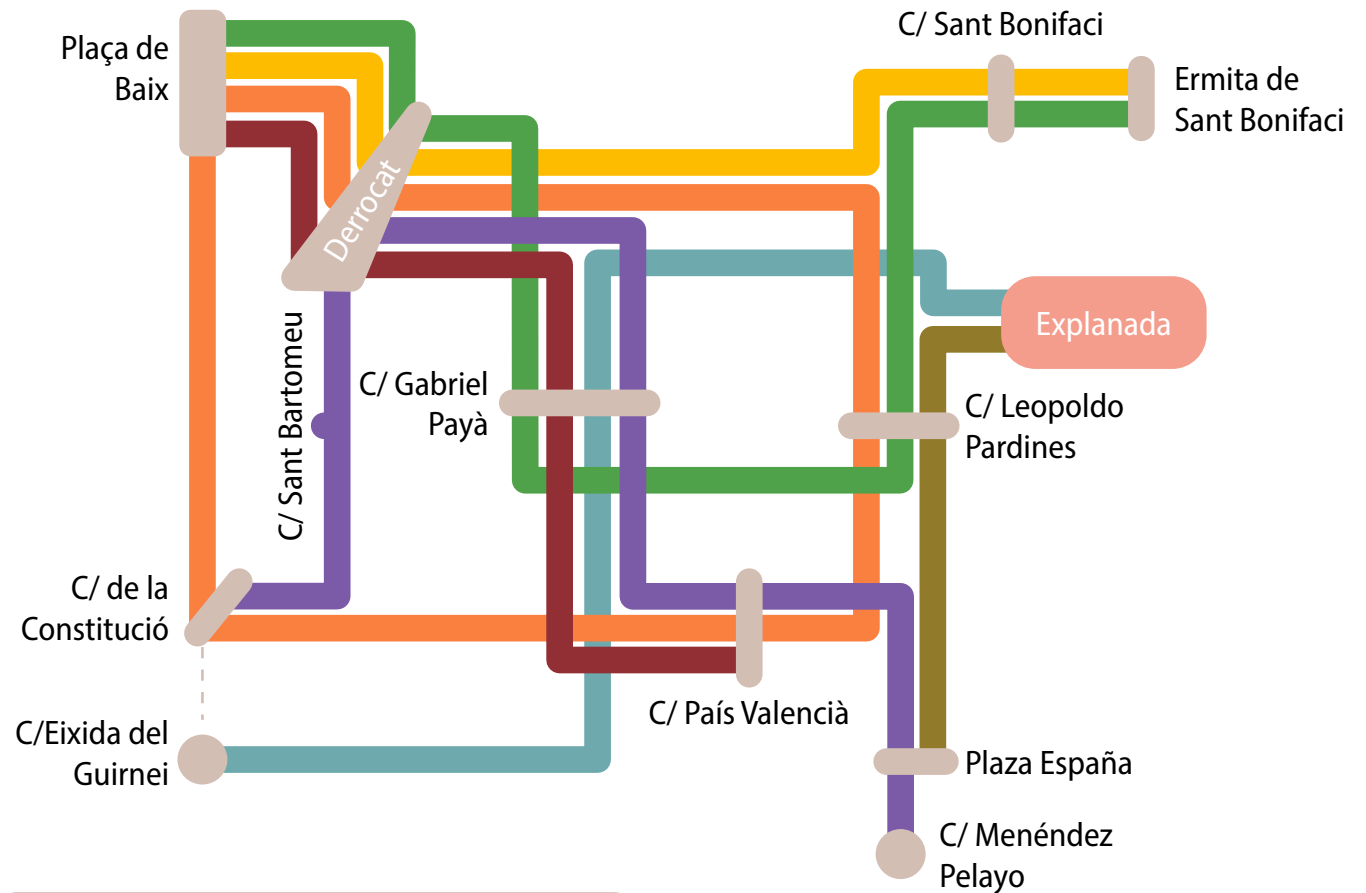 Plaça de
Baix
C/ Sant Bonifaci
Ermita de
Sant Bonifaci
Derrocat
Explanada
C/ Sant Bartomeu
C/ Gabriel
Payà
C/ Leopoldo
Pardines
C/ de la
Constitució
C/ País Valencià
C/Eixida del
Guirnei
Plaza España
C/ Menéndez
Pelayo